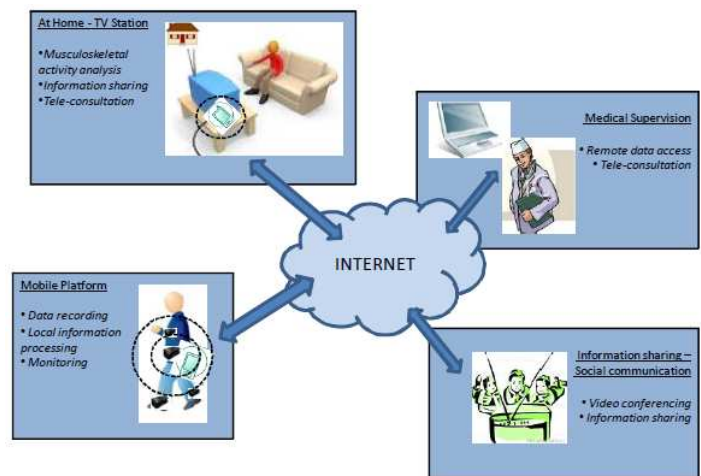 At Home - TV Station
•Musculoskeletal
activity analysis
•Information sharing
•Tele-consultation
Medical Supervision
• Remote data access
• Tele-consultation
INTERNET
Mobile Platform
• Data recording
• Local information
processing
• Monitoring
Information sharing –
Social communication
• Video conferencing
• Information sharing